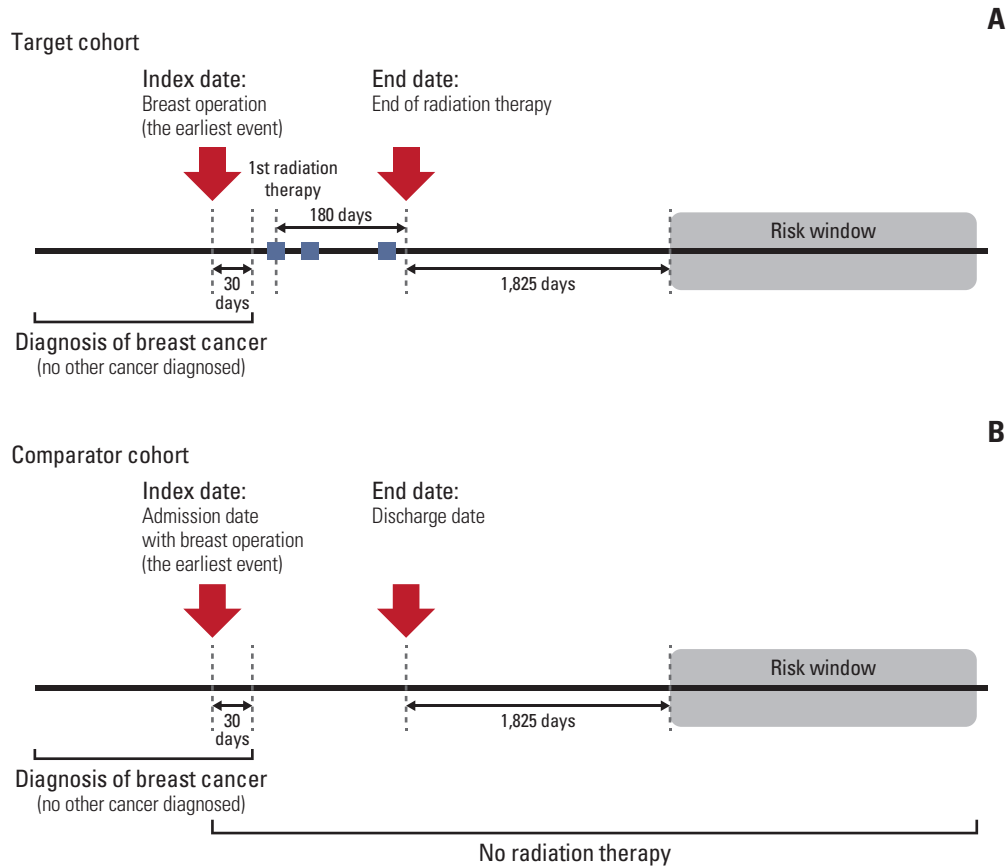 A
Target cohort
Index date:
Breast operation
(the earliest event)
End date:
End of radiation therapy
1st radiation
therapy
180 days
Risk window
30
days
1,825 days
Diagnosis of breast cancer
(no other cancer diagnosed)
B
Comparator cohort
Index date:
Admission date
with breast operation
(the earliest event)
End date:
Discharge date
Risk window
30
days
1,825 days
Diagnosis of breast cancer
(no other cancer diagnosed)
No radiation therapy